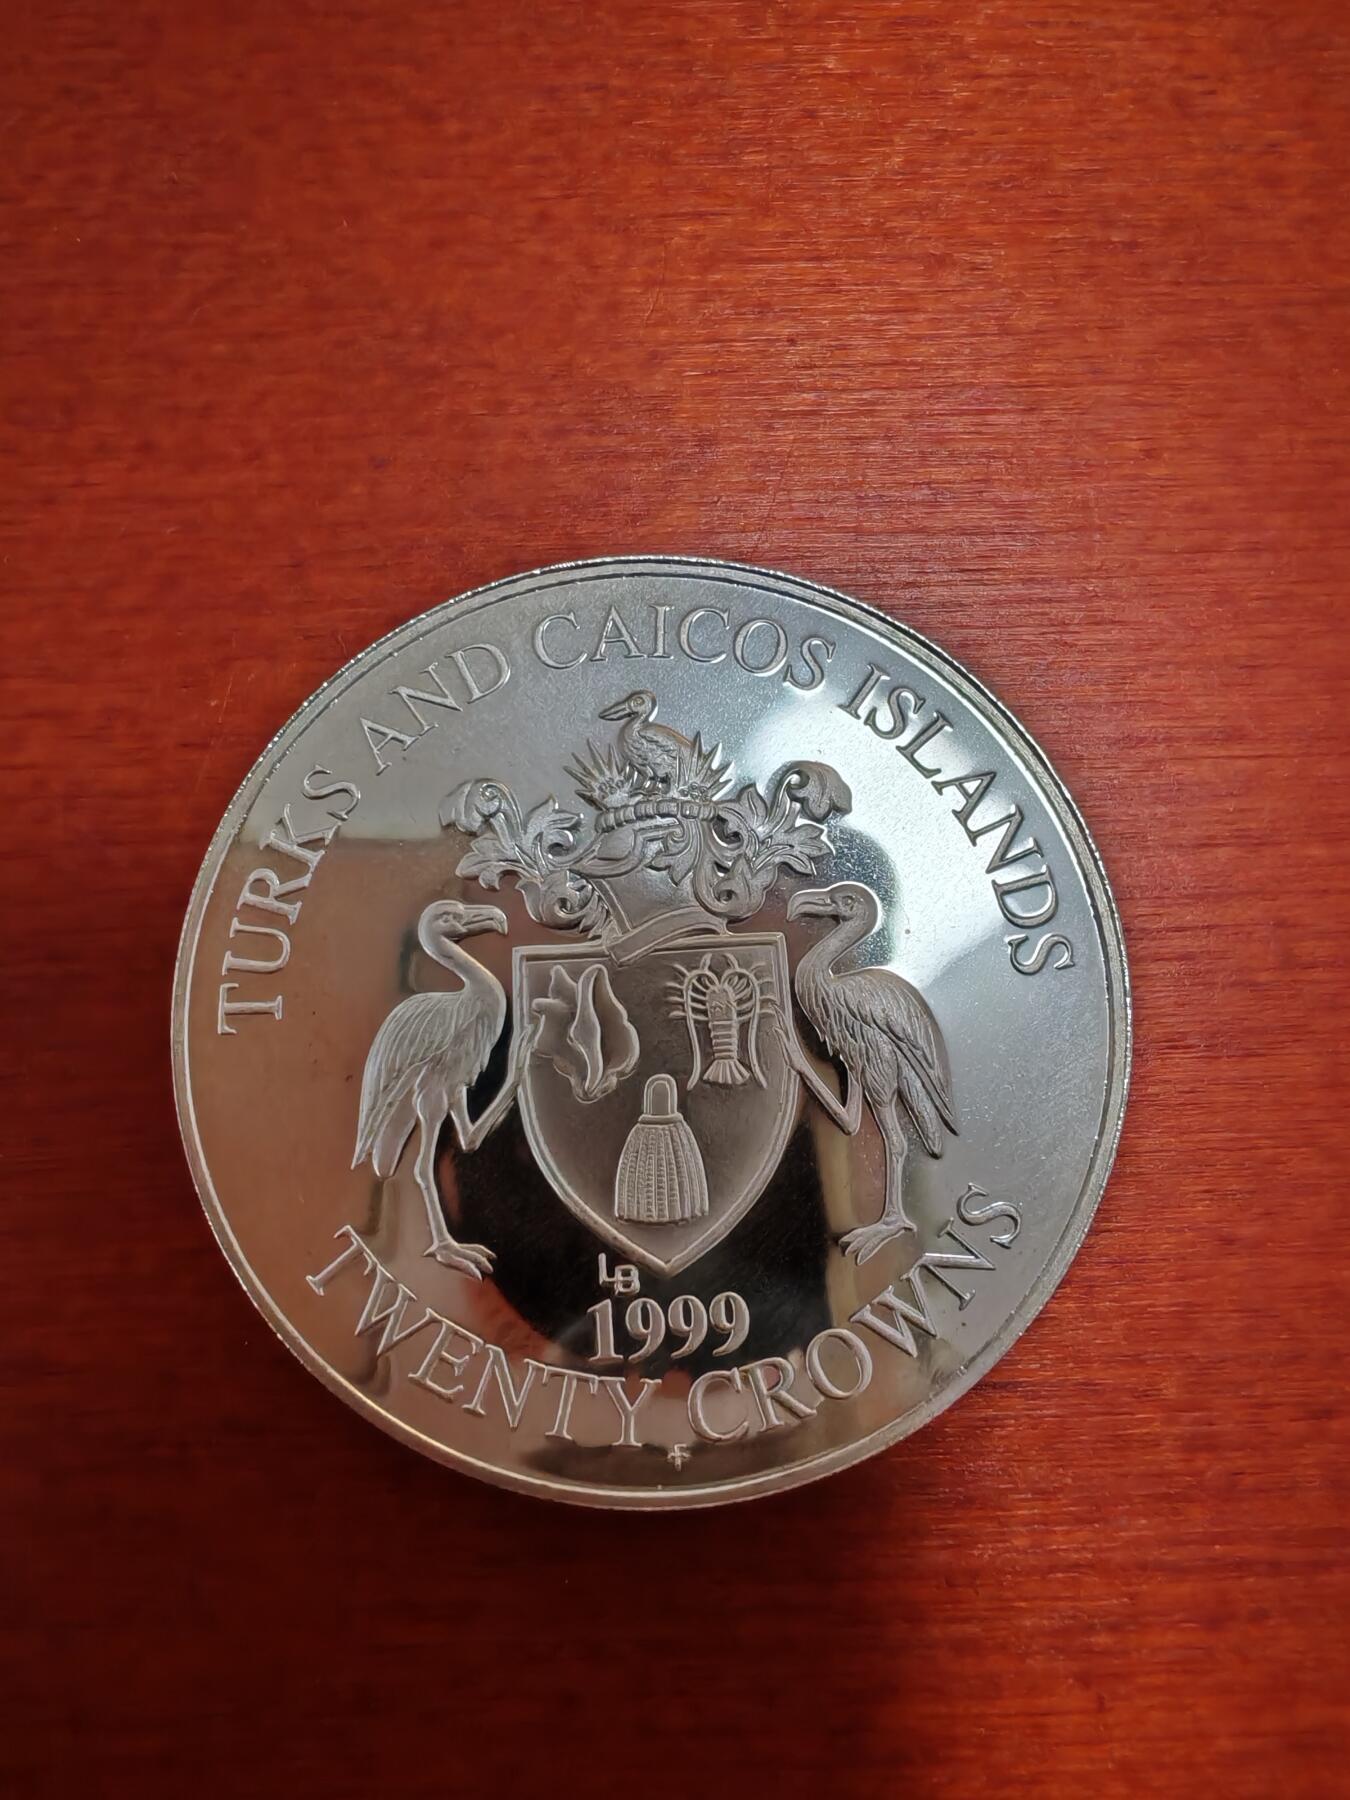 TURKS AND CAICOS ISLANDS
LB
1999
TWENTY CROWNS